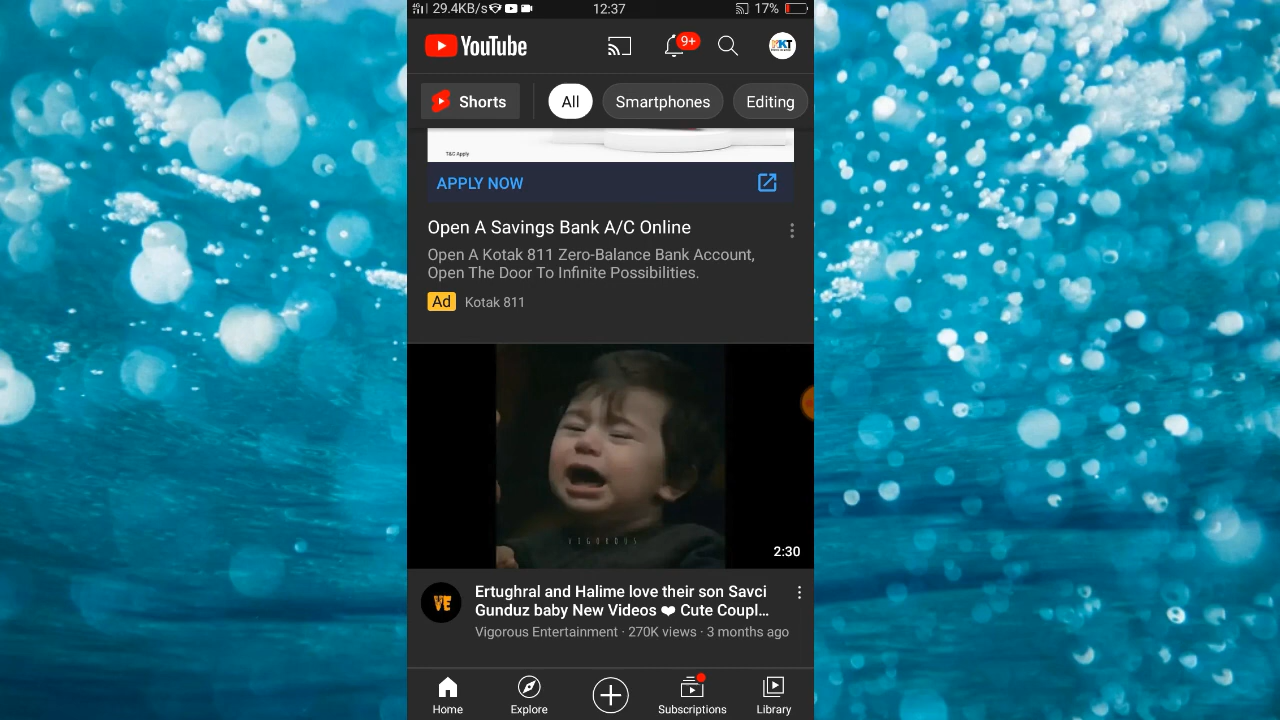 29.4KB/s 12:37 17%
YouTube 9+ KKT
Shorts All Smartphones Editing
T&C Apply
APPLY NOW
Open A Savings Bank A/C Online
Open A Kotak 811 Zero-Balance Bank Account,
Open The Door To Infinite Possibilities.
Ad Kotak 811
VIGOROUS
2:30
VE
Ertughral and Halime love their son Savci
Gunduz baby New Videos ❤ Cute Coupl...
Vigorous Entertainment · 270K views · 3 months ago
Home Explore Subscriptions Library